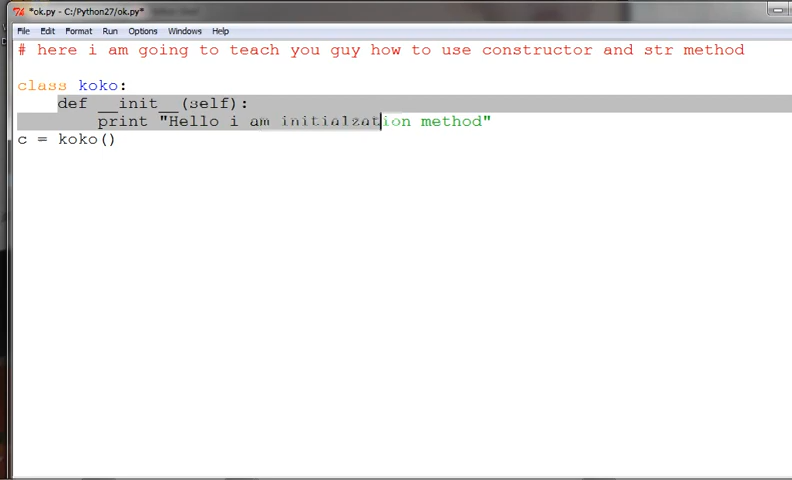 *ok.py - C:/Python27/ok.py*
File Edit Format Run Options Windows Help
# here i am going to teach you guy how to use constructor and str method
class koko:
    def __init__(self):
        print "Hello i am initialzation method"
c = koko()